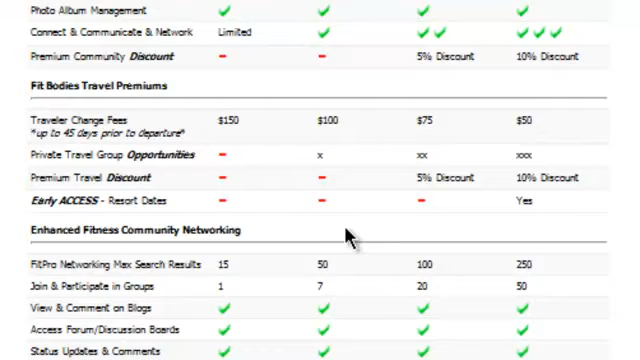 Photo Album Management
Connect & Communicate & Network Limited
Premium Community Discount - - 5% Discount 10% Discount
Fit Bodies Travel Premiums
Traveler Change Fees $150 $100 $75 $50
*up to 45 days prior to departure*
Private Travel Group Opportunities - x xx xxx
Premium Travel Discount - - 5% Discount 10% Discount
Early ACCESS - Resort Dates - - - Yes
Enhanced Fitness Community Networking
FitPro Networking Max Search Results 15 50 100 250
Join & Participate in Groups 1 7 20 50
View & Comment on Blogs
Access Forum/Discussion Boards
Status Updates & Comments